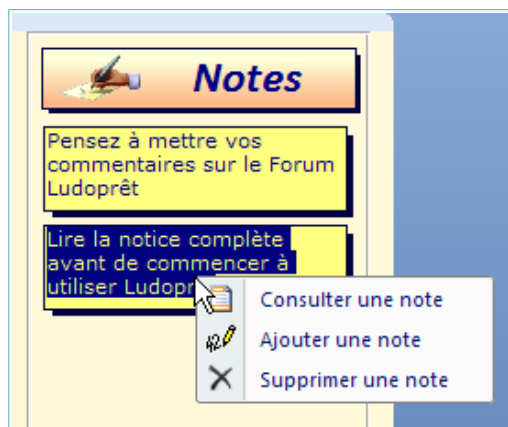 Notes
Pensez à mettre vos
commentaires sur le Forum
Ludoprêt
Lire la notice complète
avant de commencer à
utiliser
Consulter une note
Ajouter une note
Supprimer une note